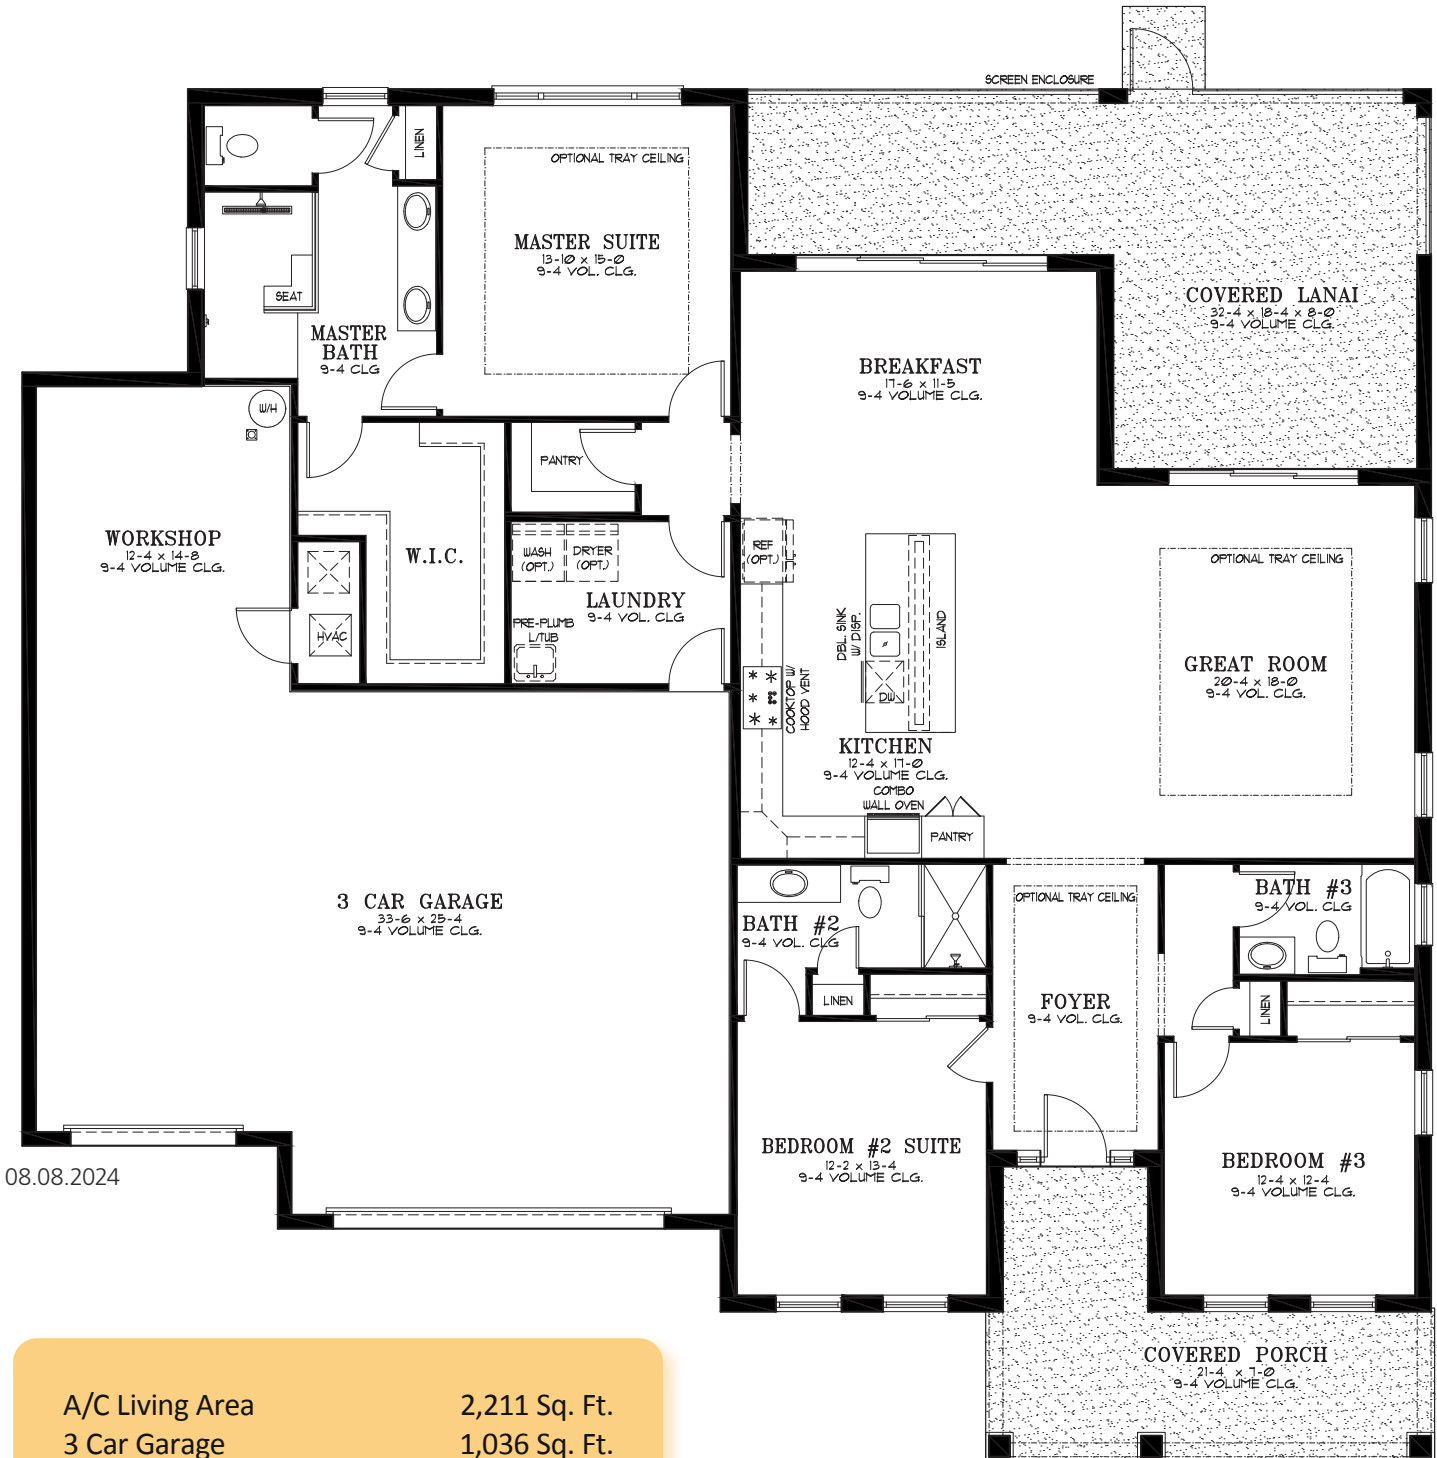 SCREEN ENCLOSURE
LINEN
OPTIONAL TRAY CEILING
MASTER SUITE
13-10 x 15-0
9-4 VOL. CLG.
SEAT
MASTER
BATH
9-4 CLG
COVERED LANAI
32-4 x 18-4 x 8-0
9-4 VOLUME CLG.
BREAKFAST
17-6 x 11-5
9-4 VOLUME CLG.
W/H
PANTRY
WORKSHOP
12-4 x 14-8
9-4 VOLUME CLG.
W.I.C.
WASH
(OPT.)
DRYER
(OPT.)
REF
(OPT.)
LAUNDRY
9-4 VOL. CLG
PRE-PLUMB
L/TUB
HVAC
DBL. SINK
W/ DISP.
ISLAND
DW
COOKTOP W/
HOOD VENT
OPTIONAL TRAY CEILING
GREAT ROOM
20-4 x 18-0
9-4 VOL. CLG.
KITCHEN
12-4 x 17-0
9-4 VOLUME CLG.
COMBO
WALL OVEN
PANTRY
3 CAR GARAGE
33-6 x 25-4
9-4 VOLUME CLG.
BATH #2
9-4 VOL. CLG
LINEN
OPTIONAL TRAY CEILING
FOYER
9-4 VOL. CLG.
BATH #3
9-4 VOL. CLG
LINEN
BEDROOM #2 SUITE
12-2 x 13-4
9-4 VOLUME CLG.
BEDROOM #3
12-4 x 12-4
9-4 VOLUME CLG.
08.08.2024
COVERED PORCH
21-4 x 7-0
9-4 VOLUME CLG.
A/C Living Area 2,211 Sq. Ft.
3 Car Garage 1,036 Sq. Ft.